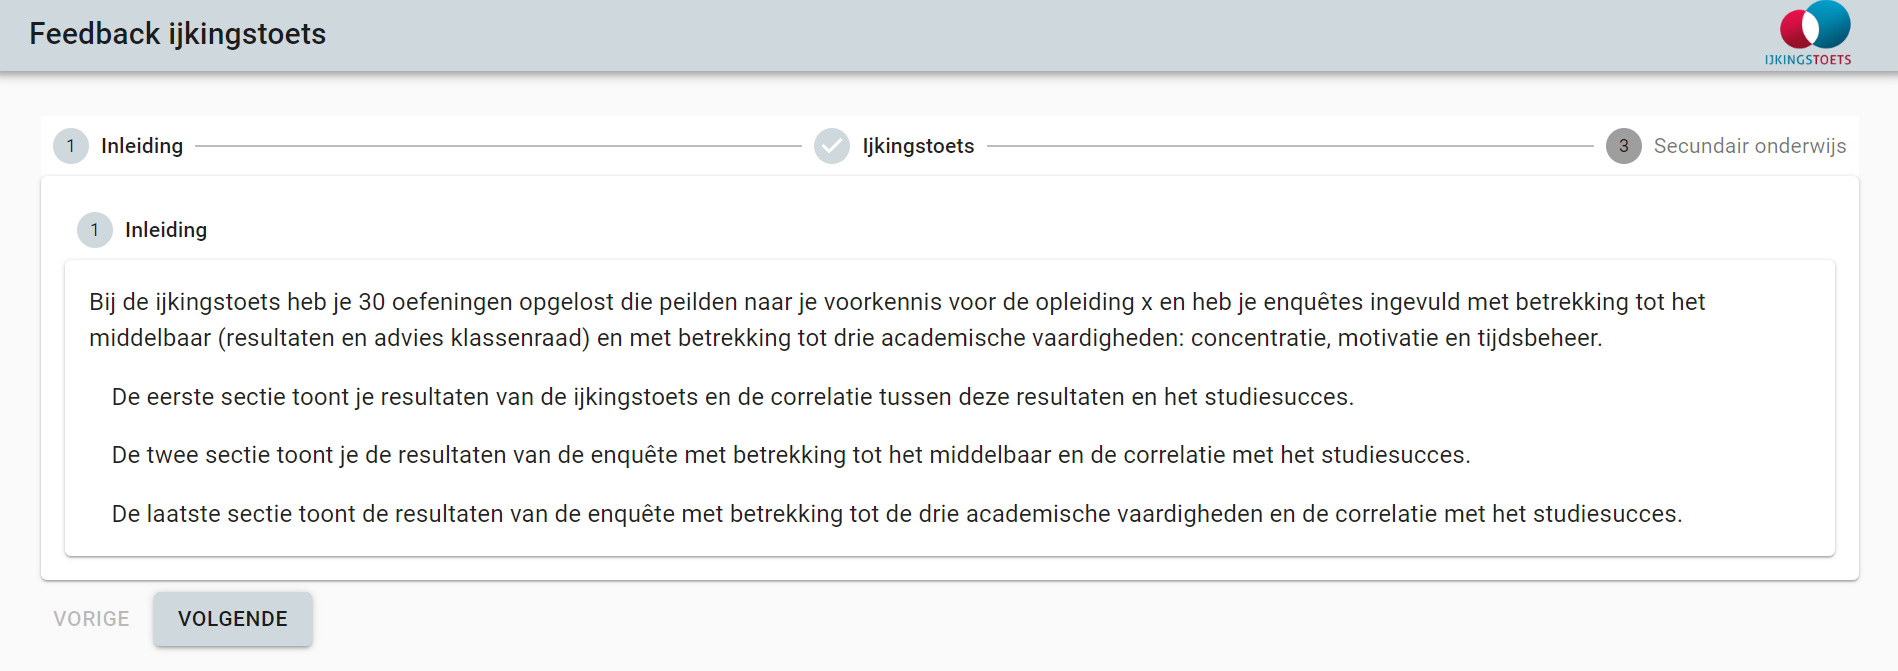 Feedback ijkingstoets
IJKINGSTOETS
1 Inleiding
Ijkingstoets
3 Secundair onderwijs
1 Inleiding
Bij de ijkingstoets heb je 30 oefeningen opgelost die peilden naar je voorkennis voor de opleiding x en heb je enquêtes ingevuld met betrekking tot het
middelbaar (resultaten en advies klassenraad) en met betrekking tot drie academische vaardigheden: concentratie, motivatie en tijdsbeheer.
De eerste sectie toont je resultaten van de ijkingstoets en de correlatie tussen deze resultaten en het studiesucces.
De twee sectie toont je de resultaten van de enquête met betrekking tot het middelbaar en de correlatie met het studiesucces.
De laatste sectie toont de resultaten van de enquête met betrekking tot de drie academische vaardigheden en de correlatie met het studiesucces.
VORIGE
VOLGENDE